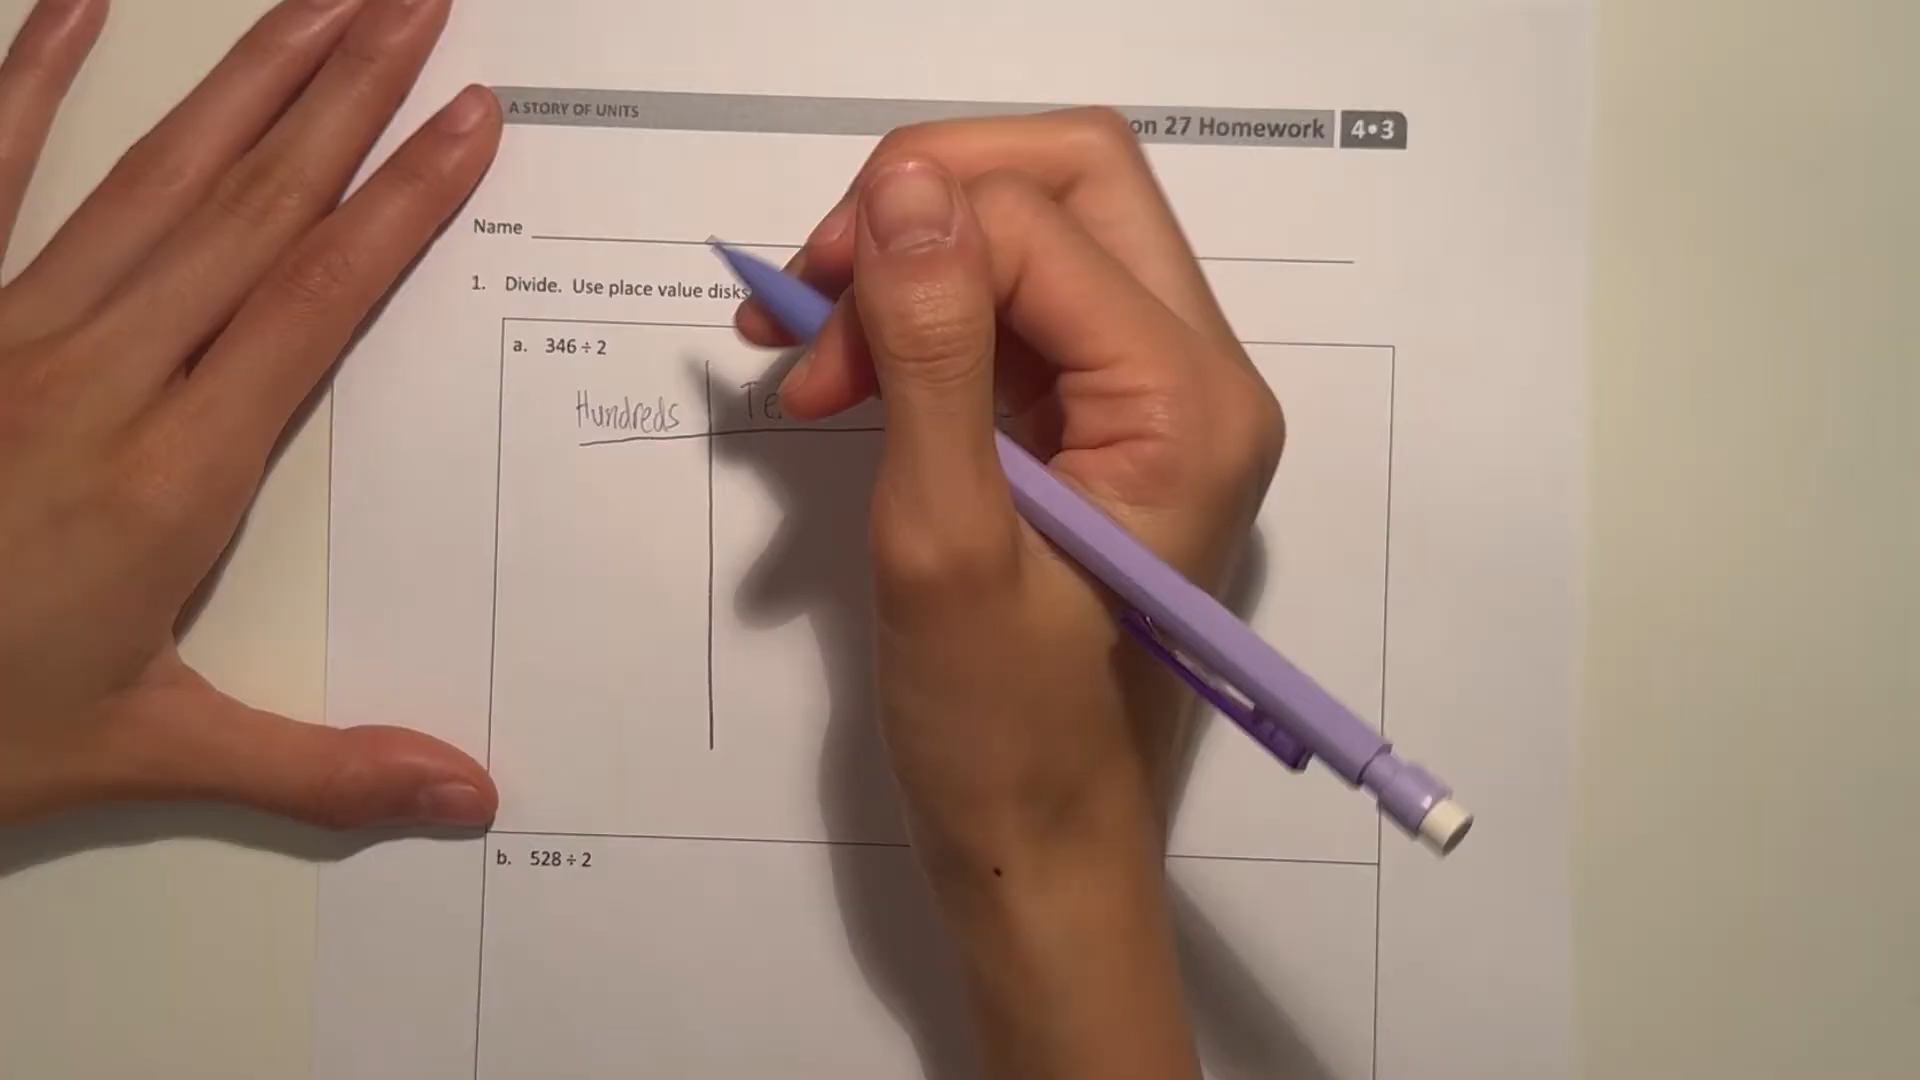 A STORY OF UNITS
27 Homework 4•3
Name
1. Divide. Use place value disks
a. 346 ÷ 2
Hundreds
b. 528 ÷ 2